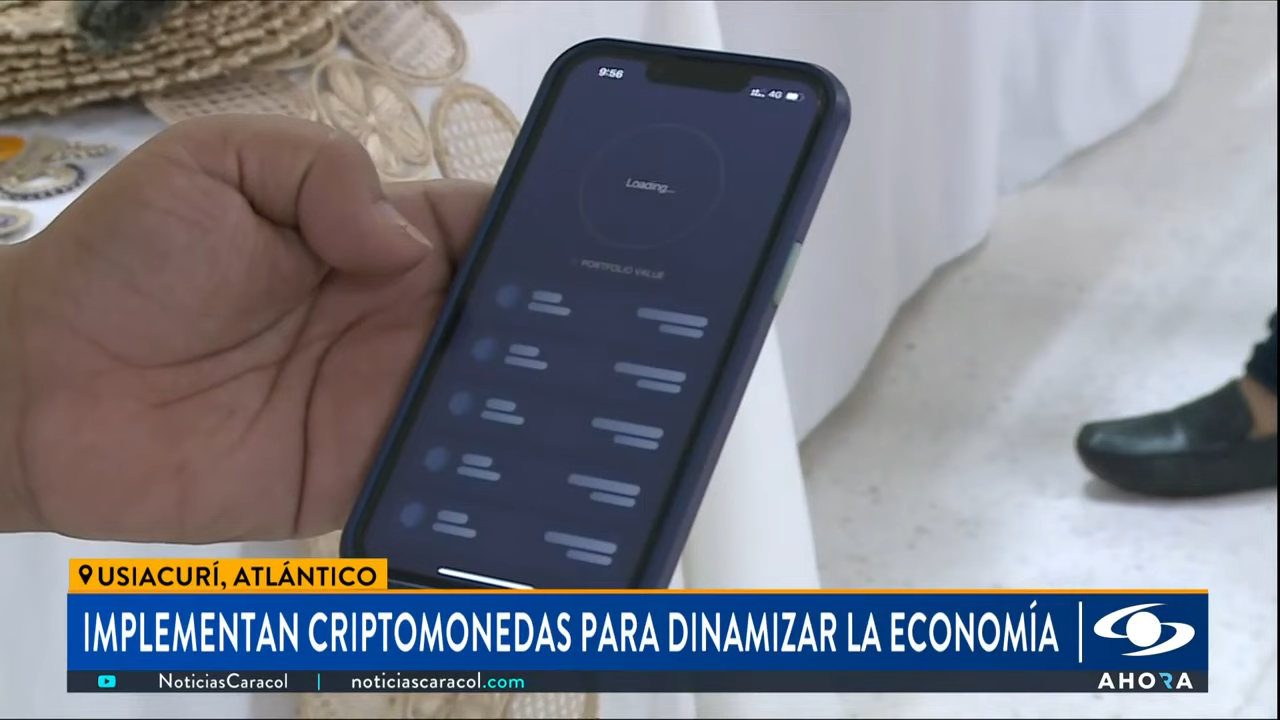 9:56
4G
Loading...
PORTFOLIO VALUE
USIACURÍ, ATLÁNTICO
IMPLEMENTAN CRIPTOMONEDAS PARA DINAMIZAR LA ECONOMÍA
NoticiasCaracol | noticiascaracol.com
AHORA